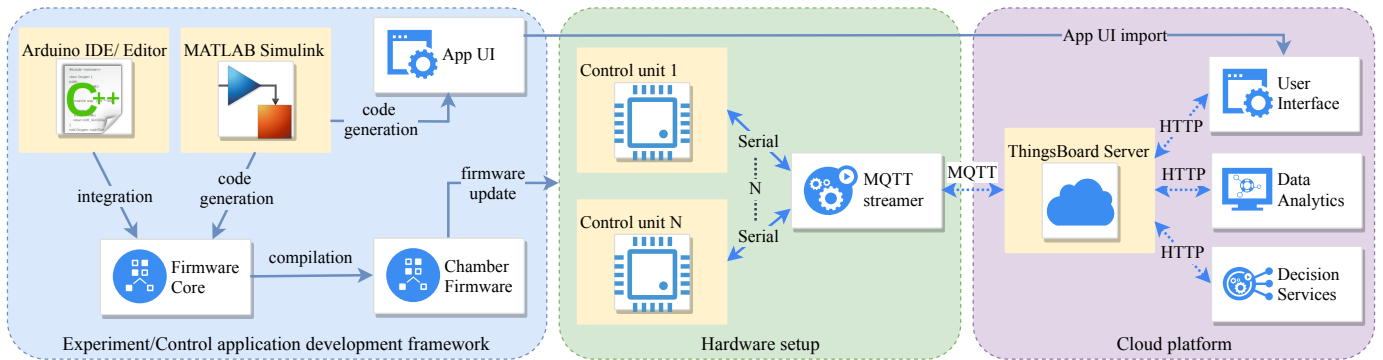 Arduino IDE/ Editor
C++
MATLAB Simulink
App UI
code
generation
integration
code
generation
firmware
update
Firmware
Core
compilation
Chamber
Firmware
Experiment/Control application development framework
Control unit 1
Control unit N
Serial
N
Serial
MQTT
streamer
Hardware setup
MQTT
App UI import
ThingsBoard Server
HTTP
HTTP
HTTP
User
Interface
Data
Analytics
Decision
Services
Cloud platform